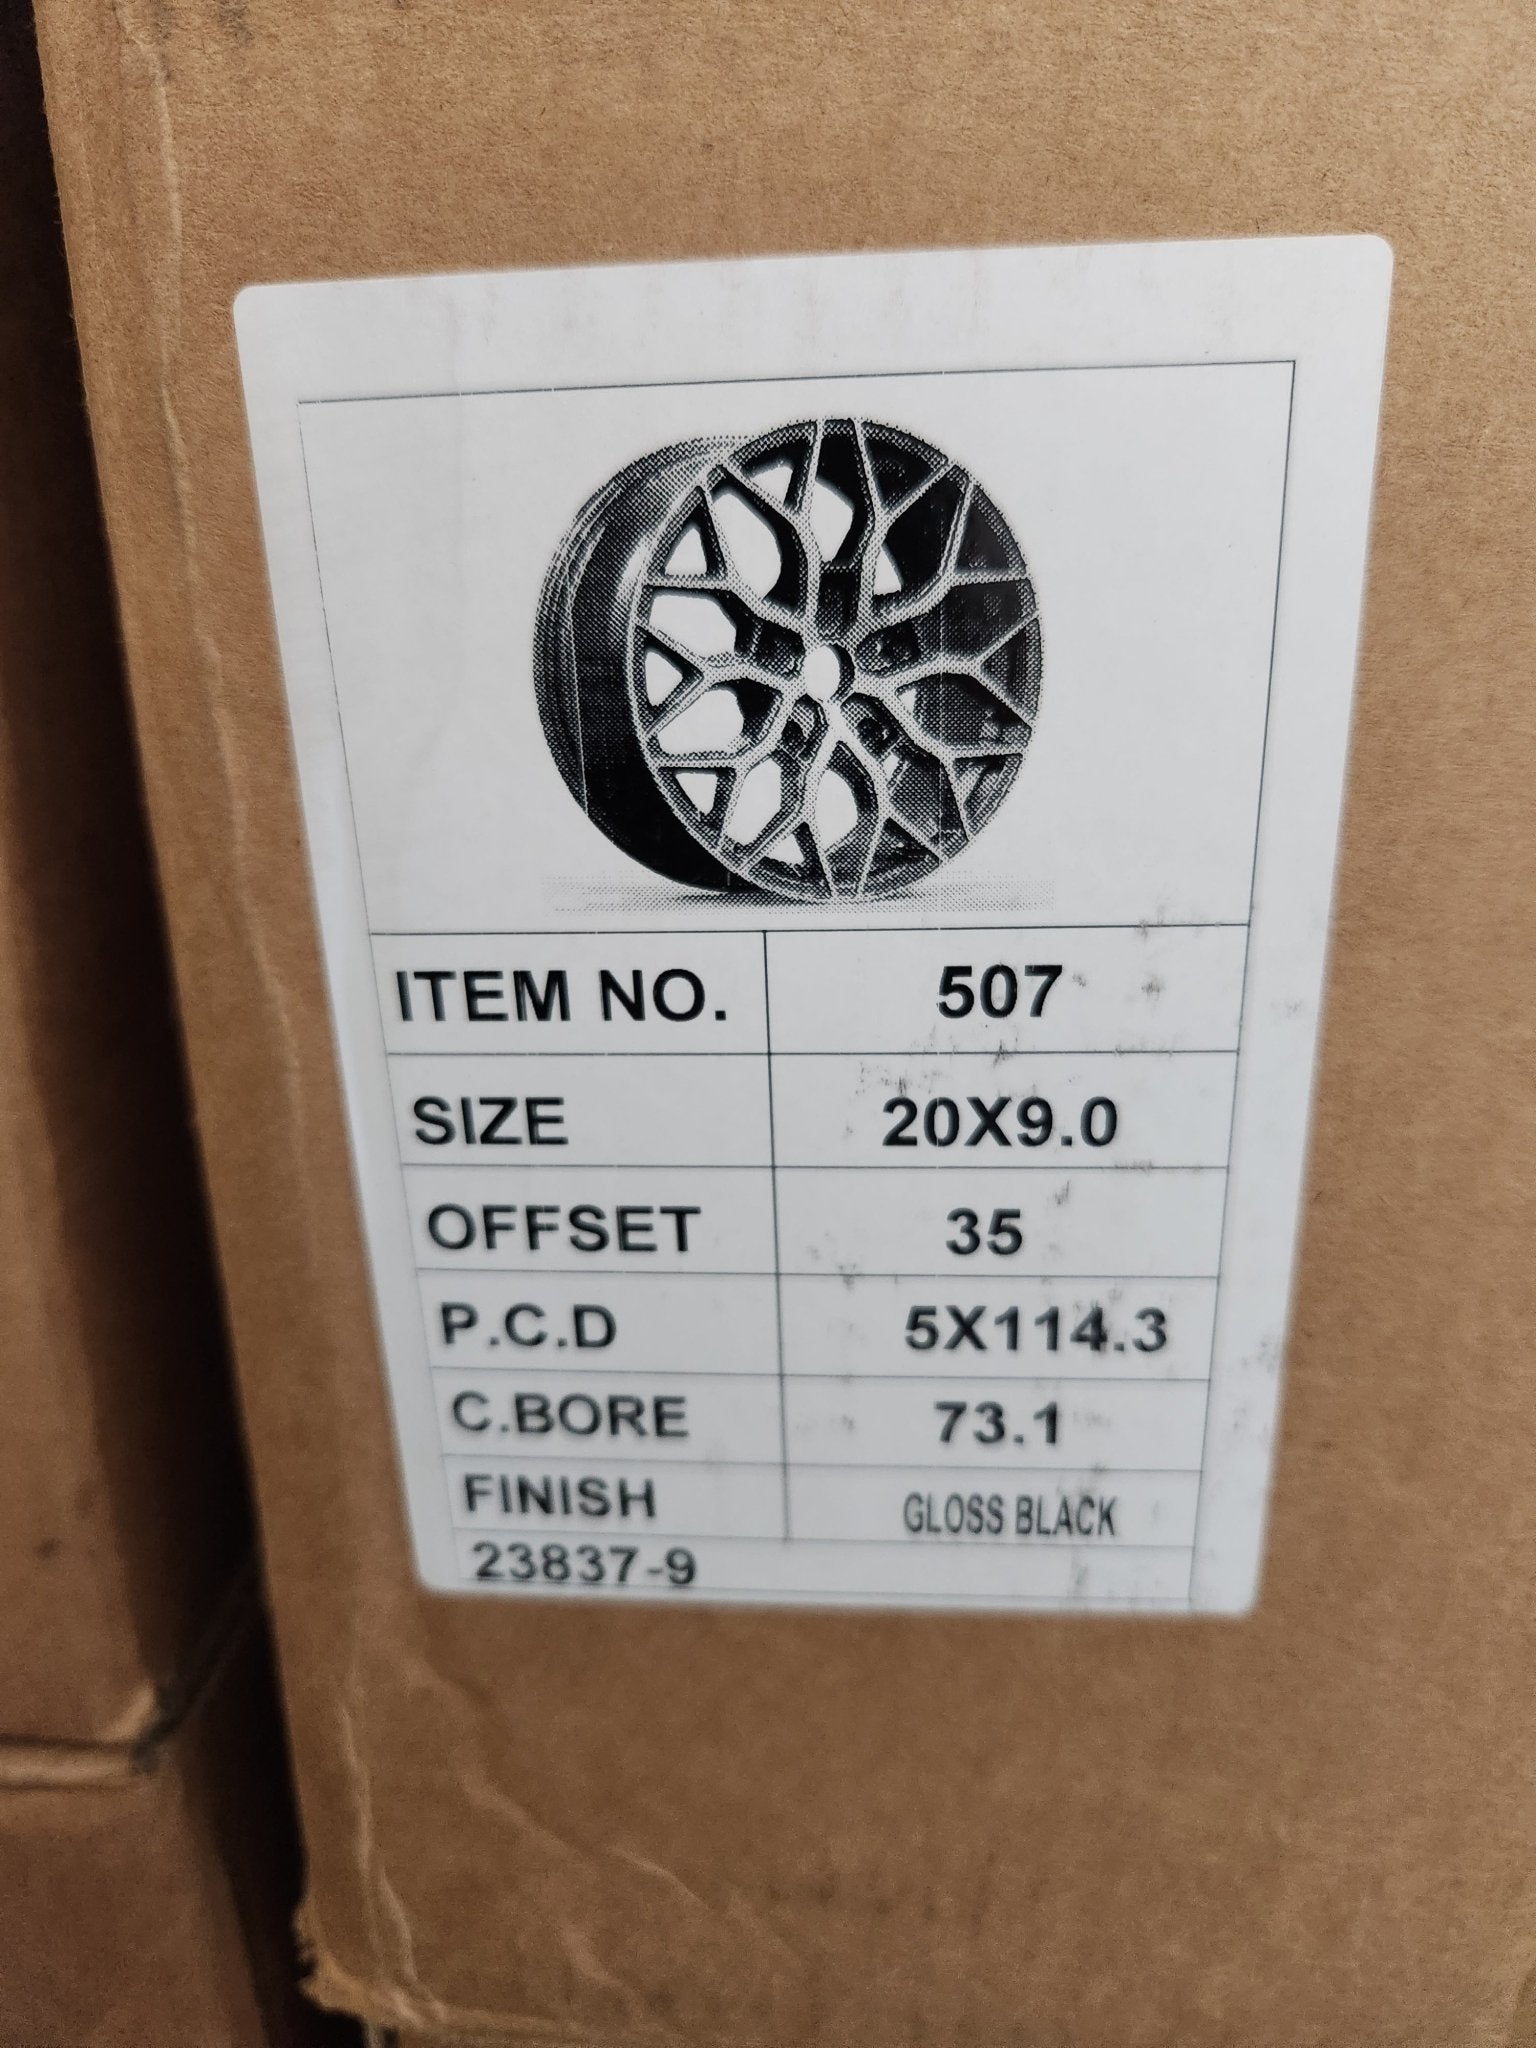 ITEM NO. 507
SIZE 20X9.0
OFFSET 35
P.C.D 5X114.3
C.BORE 73.1
FINISH GLOSS BLACK
23837-9